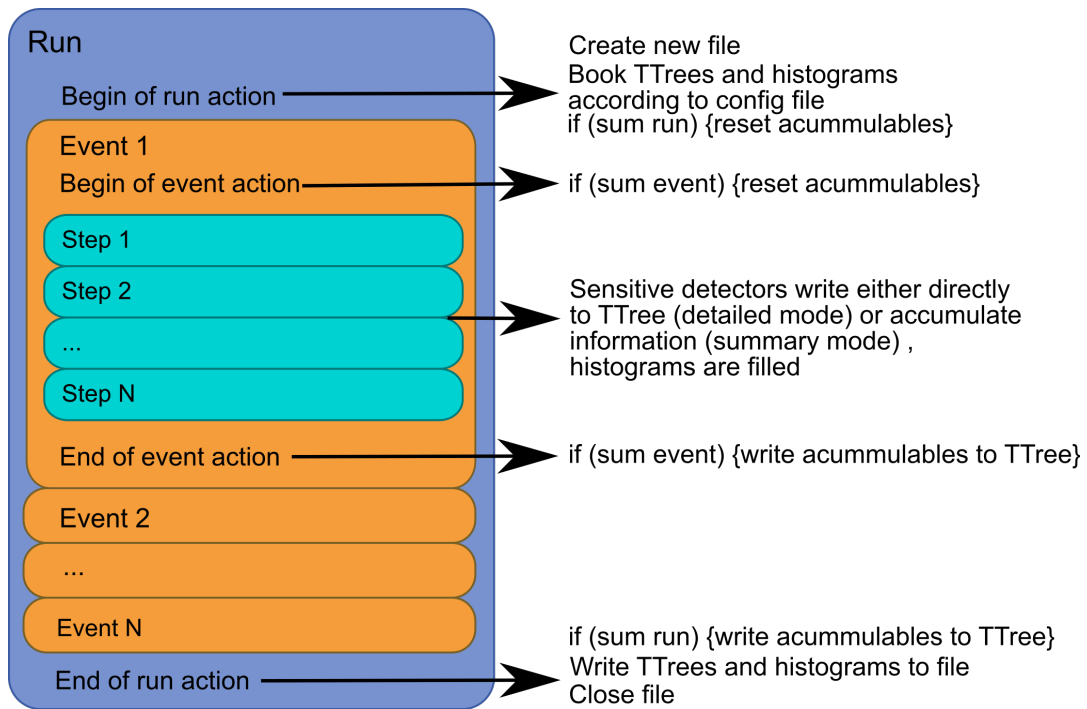 Run
Create new file
Begin of run action
Book TTrees and histograms
according to config file
if (sum run) {reset acummulables}
Event 1
Begin of event action
if (sum event) {reset acummulables}
Step 1
Step 2
...
Step N
Sensitive detectors write either directly
to TTree (detailed mode) or accumulate
information (summary mode) ,
histograms are filled
End of event action
if (sum event) {write acummulables to TTree}
Event 2
...
Event N
if (sum run) {write acummulables to TTree}
End of run action
Write TTrees and histograms to file
Close file